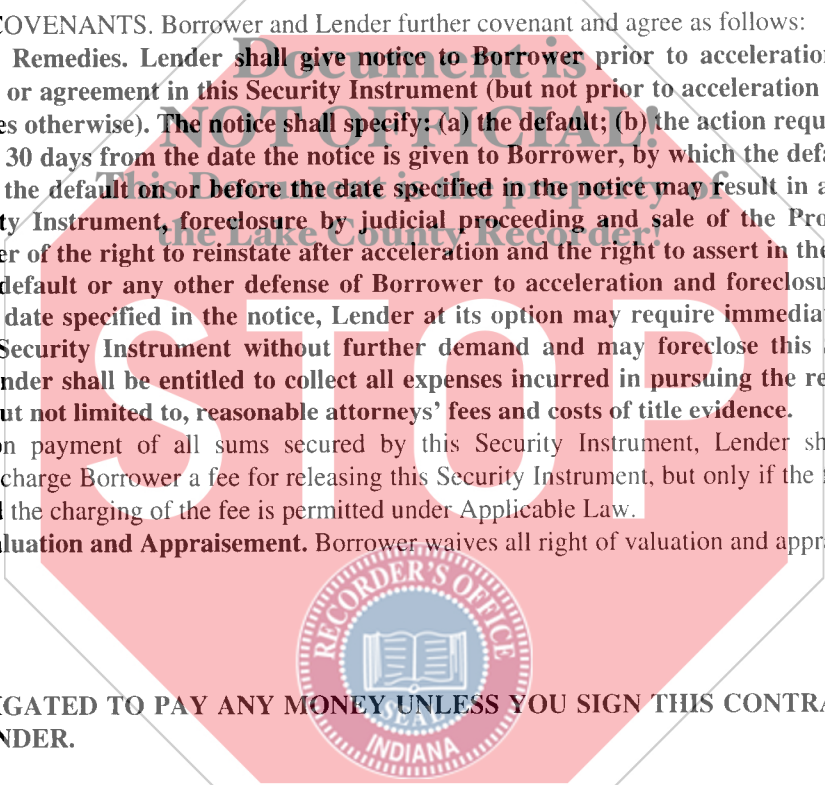 COVENANTS. Borrower and Lender further covenant and agree as follows:
Remedies. Lender shall give notice to Borrower prior to acceleration
or agreement in this Security Instrument (but not prior to acceleration
es otherwise). The notice shall specify: (a) the default; (b) the action requ
30 days from the date the notice is given to Borrower, by which the defa
the default on or before the date specified in the notice may result in a
ty Instrument, foreclosure by judicial proceeding and sale of the Pro
er of the right to reinstate after acceleration and the right to assert in the
default or any other defense of Borrower to acceleration and foreclosu
date specified in the notice, Lender at its option may require immedia
Security Instrument without further demand and may foreclose this
nder shall be entitled to collect all expenses incurred in pursuing the re
ut not limited to, reasonable attorneys' fees and costs of title evidence.
on payment of all sums secured by this Security Instrument, Lender sh
charge Borrower a fee for releasing this Security Instrument, but only if the
the charging of the fee is permitted under Applicable Law.
aluation and Appraisement. Borrower waives all right of valuation and appra
IGATED TO PAY ANY MONEY UNLESS YOU SIGN THIS CONTRA
NDER.
Document is
NOT OFFICIAL!
This Document is the property of
the Lake County Recorder!
STOP
RECORDER'S OFFICE
SEAL
INDIANA